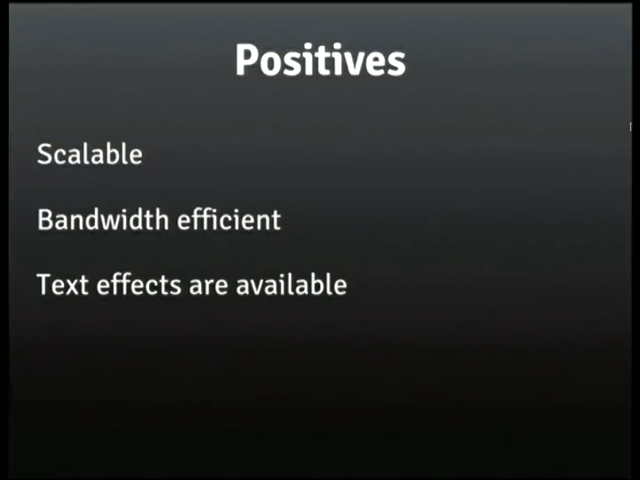 Positives
Scalable
Bandwidth efficient
Text effects are available